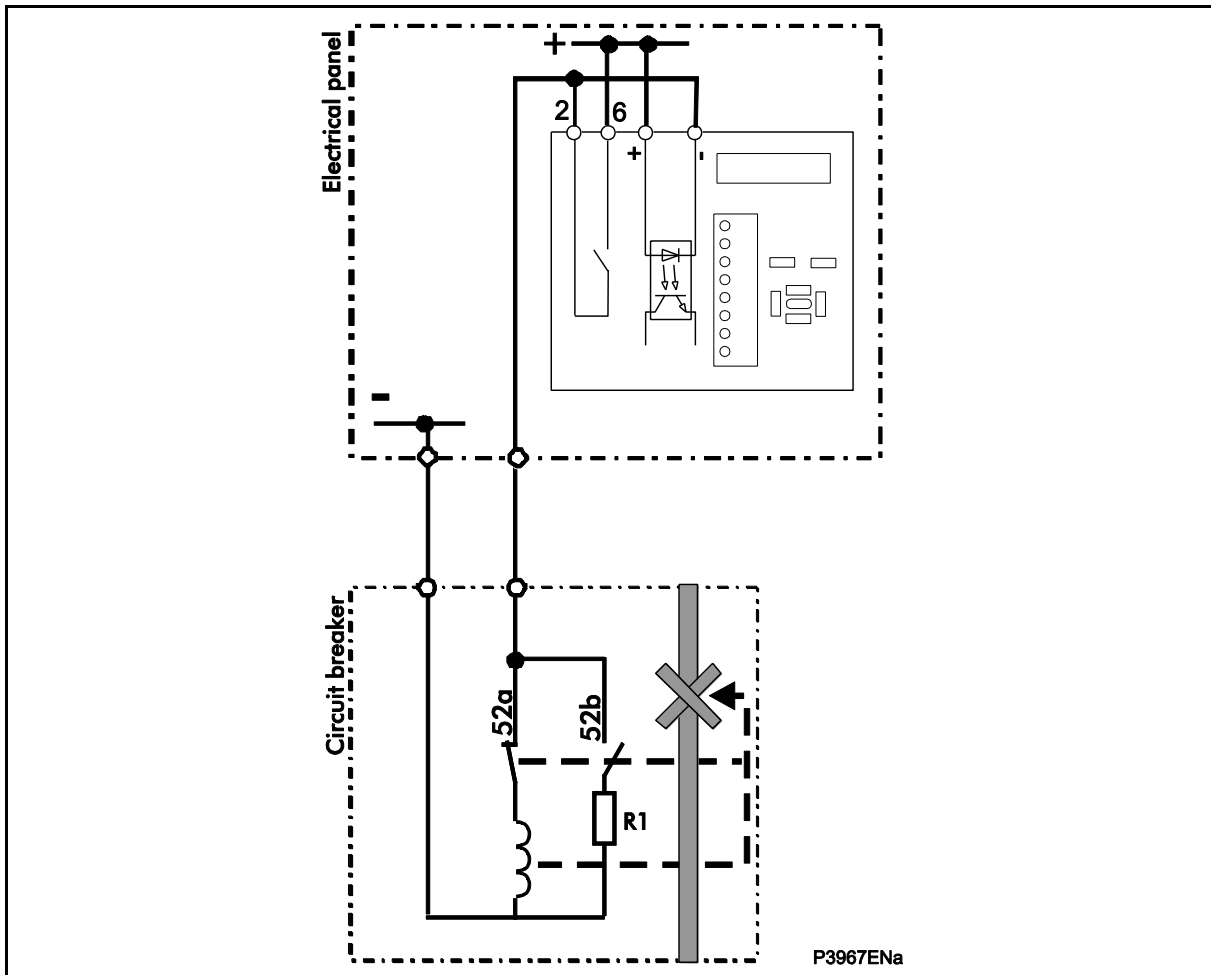 Electrical panel
+
2
6
+
-
-
Circuit breaker
52a
52b
R1
P3967ENa